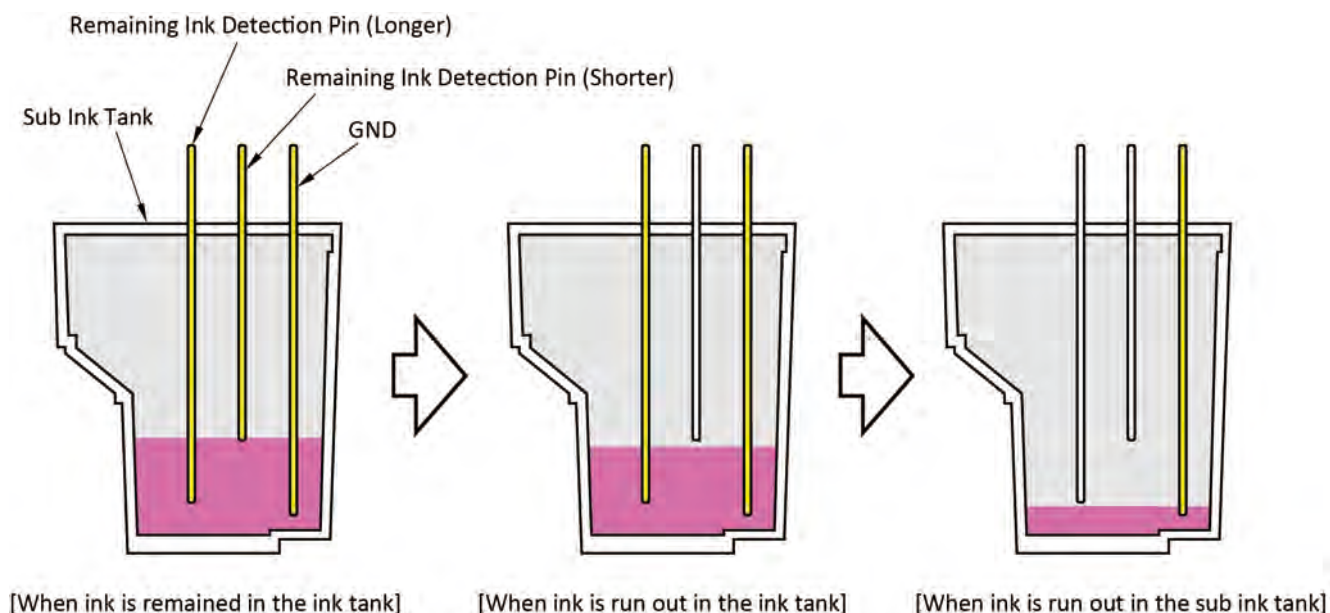 Remaining Ink Detection Pin (Longer)
Remaining Ink Detection Pin (Shorter)
Sub Ink Tank
GND
[When ink is remained in the ink tank]
[When ink is run out in the ink tank]
[When ink is run out in the sub ink tank]